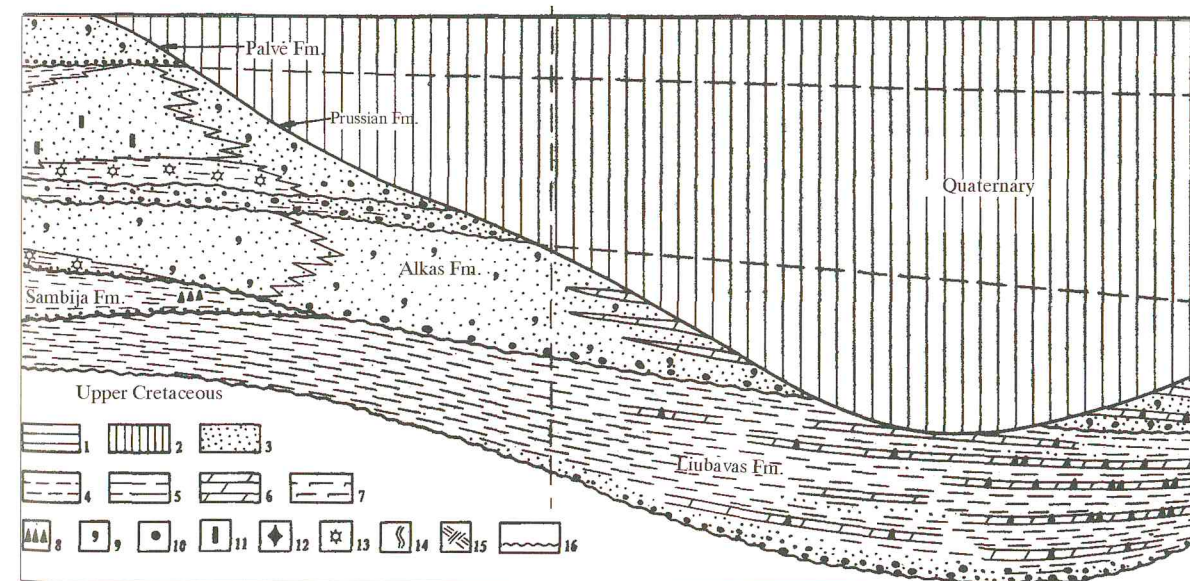 Palvė Fm.
Prussian Fm.
Quaternary
Alkas Fm.
Sambija Fm.
Upper Cretaceous
Liubavas Fm.
1 2 3
4 5 6 7
8 9 10 11 12 13 14 15 16